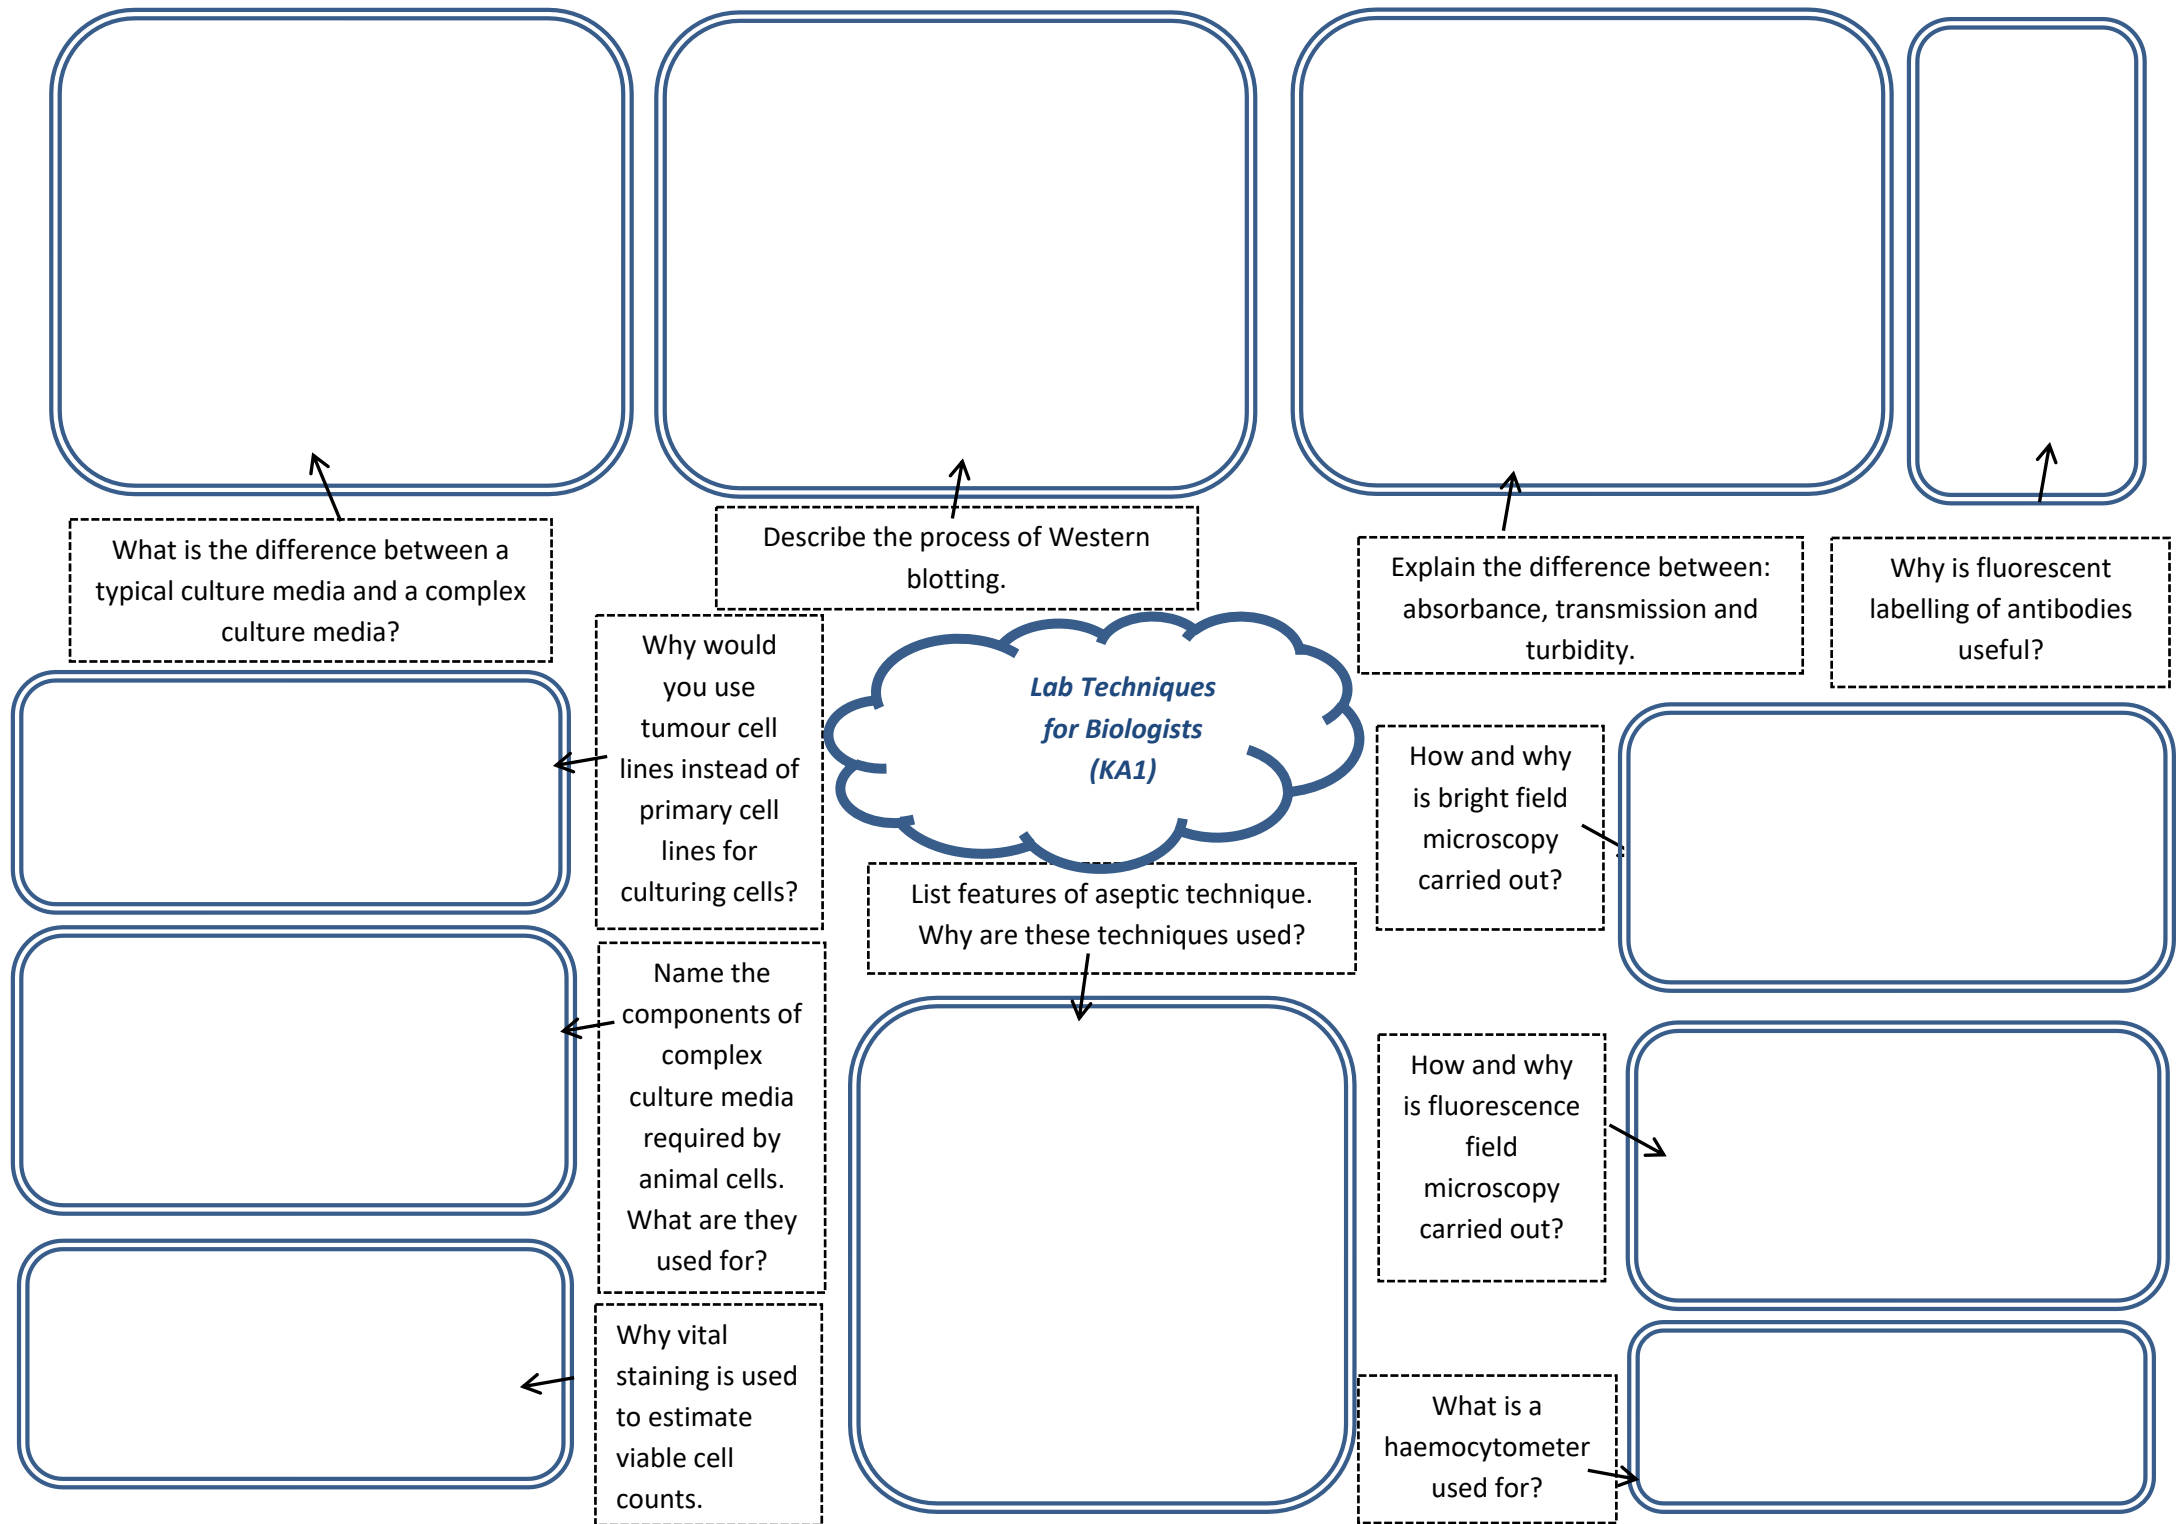 What is the difference between a
typical culture media and a complex
culture media?
Describe the process of Western
blotting.
Explain the difference between:
absorbance, transmission and
turbidity.
Why is fluorescent
labelling of antibodies
useful?
Why would
you use
tumour cell
lines instead of
primary cell
lines for
culturing cells?
Lab Techniques
for Biologists
(KA1)
How and why
is bright field
microscopy
carried out?
List features of aseptic technique.
Why are these techniques used?
Name the
components of
complex
culture media
required by
animal cells.
What are they
used for?
How and why
is fluorescence
field
microscopy
carried out?
Why vital
staining is used
to estimate
viable cell
counts.
What is a
haemocytometer
used for?